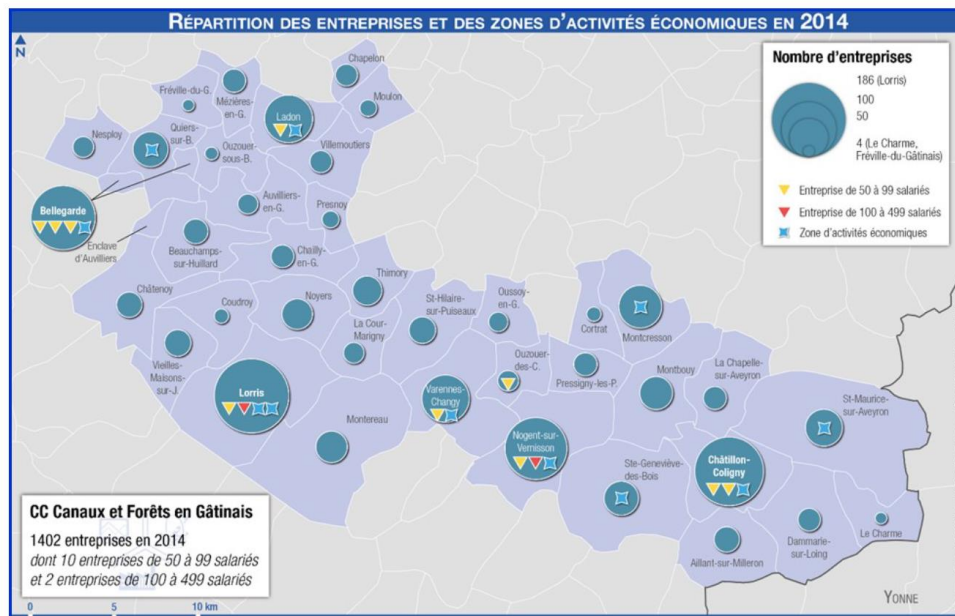 RÉPARTITION DES ENTREPRISES ET DES ZONES D'ACTIVITÉS ÉCONOMIQUES EN 2014
N
Nombre d'entreprises
186 (Lorris)
100
50
4 (Le Charme,
Fréville-du-Gâtinais)
Entreprise de 50 à 99 salariés
Entreprise de 100 à 499 salariés
Zone d'activités économiques
Chapelon
Fréville-du-G.
Mézières-
en-G.
Moulon
Ladon
Nesploy
Quiers-
sur-B.
Ouzouer-
sous-B.
Villemoutiers
Bellegarde
Auvilliers-
en-G.
Presnoy
Enclave
d'Auvilliers
Beauchamps-
sur-Huillard
Chailly-
en-G.
Thimory
Châtenoy
Coudroy
Noyers
St-Hilaire-
sur-Puiseaux
Oussoy-
en-G.
Cortrat
Montcresson
La Cour-
Marigny
Vieilles-
Maisons-
sur-J.
Ouzouer-
des-C.
Pressigny-les-P.
Montbouy
La Chapelle-
sur-Aveyron
Lorris
Varennes-
Changy
St-Maurice-
sur-Aveyron
Montereau
Nogent-sur-
Vernisson
Ste-Geneviève-
des-Bois
Châtillon-
Coligny
Aillant-sur-Milleron
Dammarie-
sur-Loing
Le Charme
CC Canaux et Forêts en Gâtinais
1402 entreprises en 2014
dont 10 entreprises de 50 à 99 salariés
et 2 entreprises de 100 à 499 salariés
0 5 10 km
YONNE